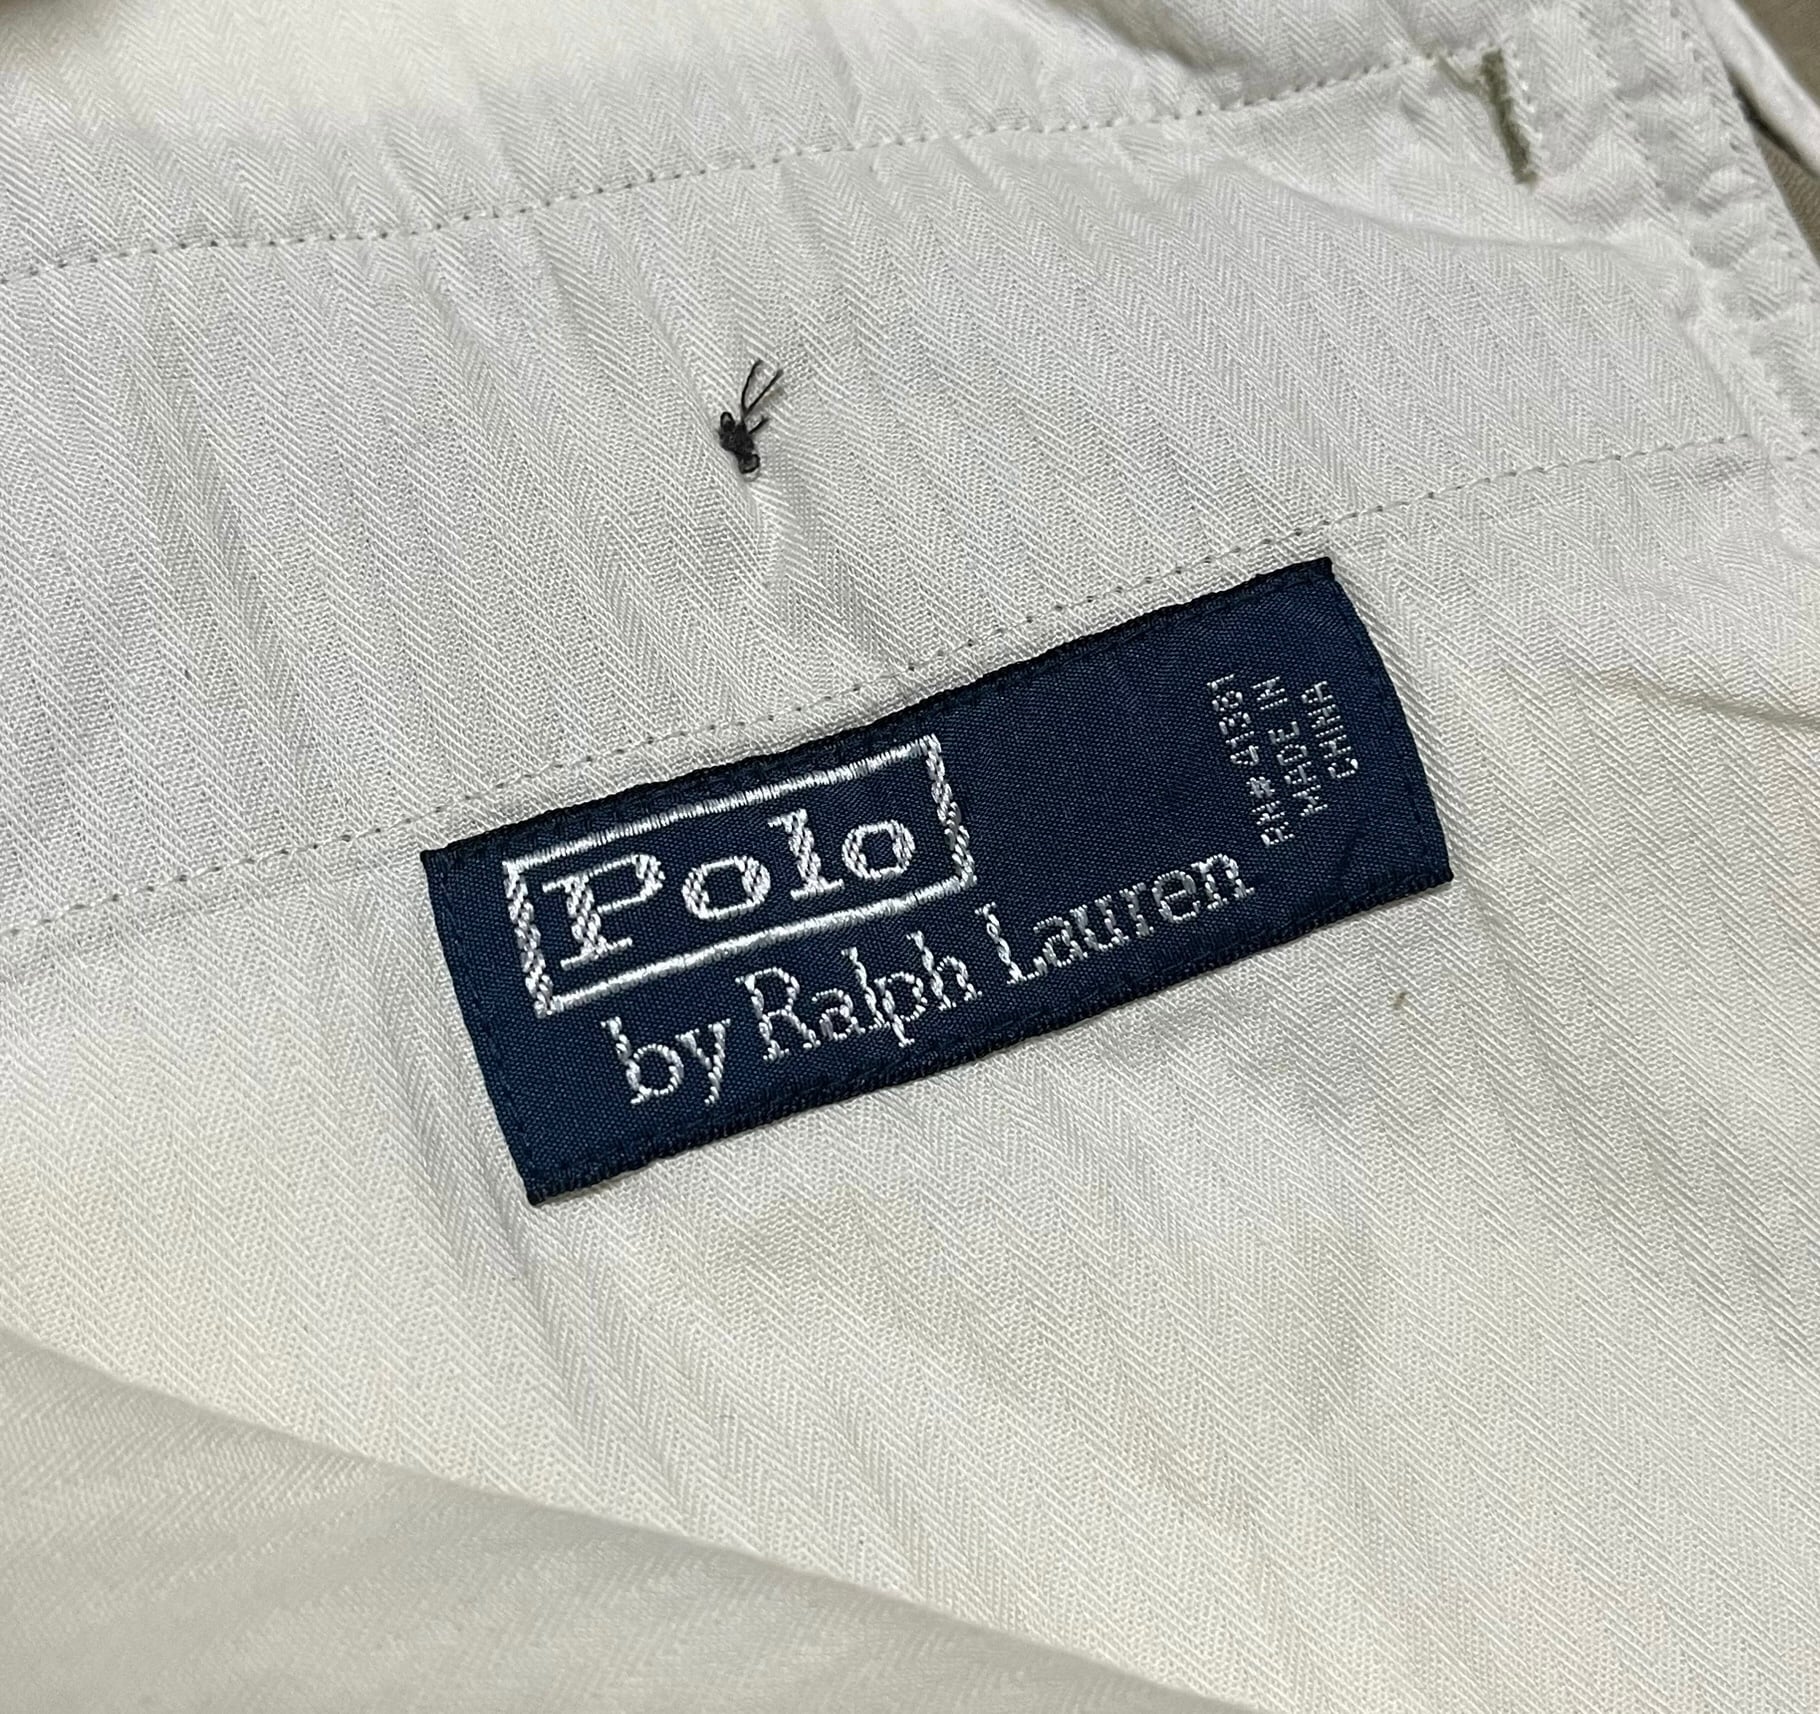 Polo
by Ralph Lauren
RN# 41381
MADE IN
CHINA